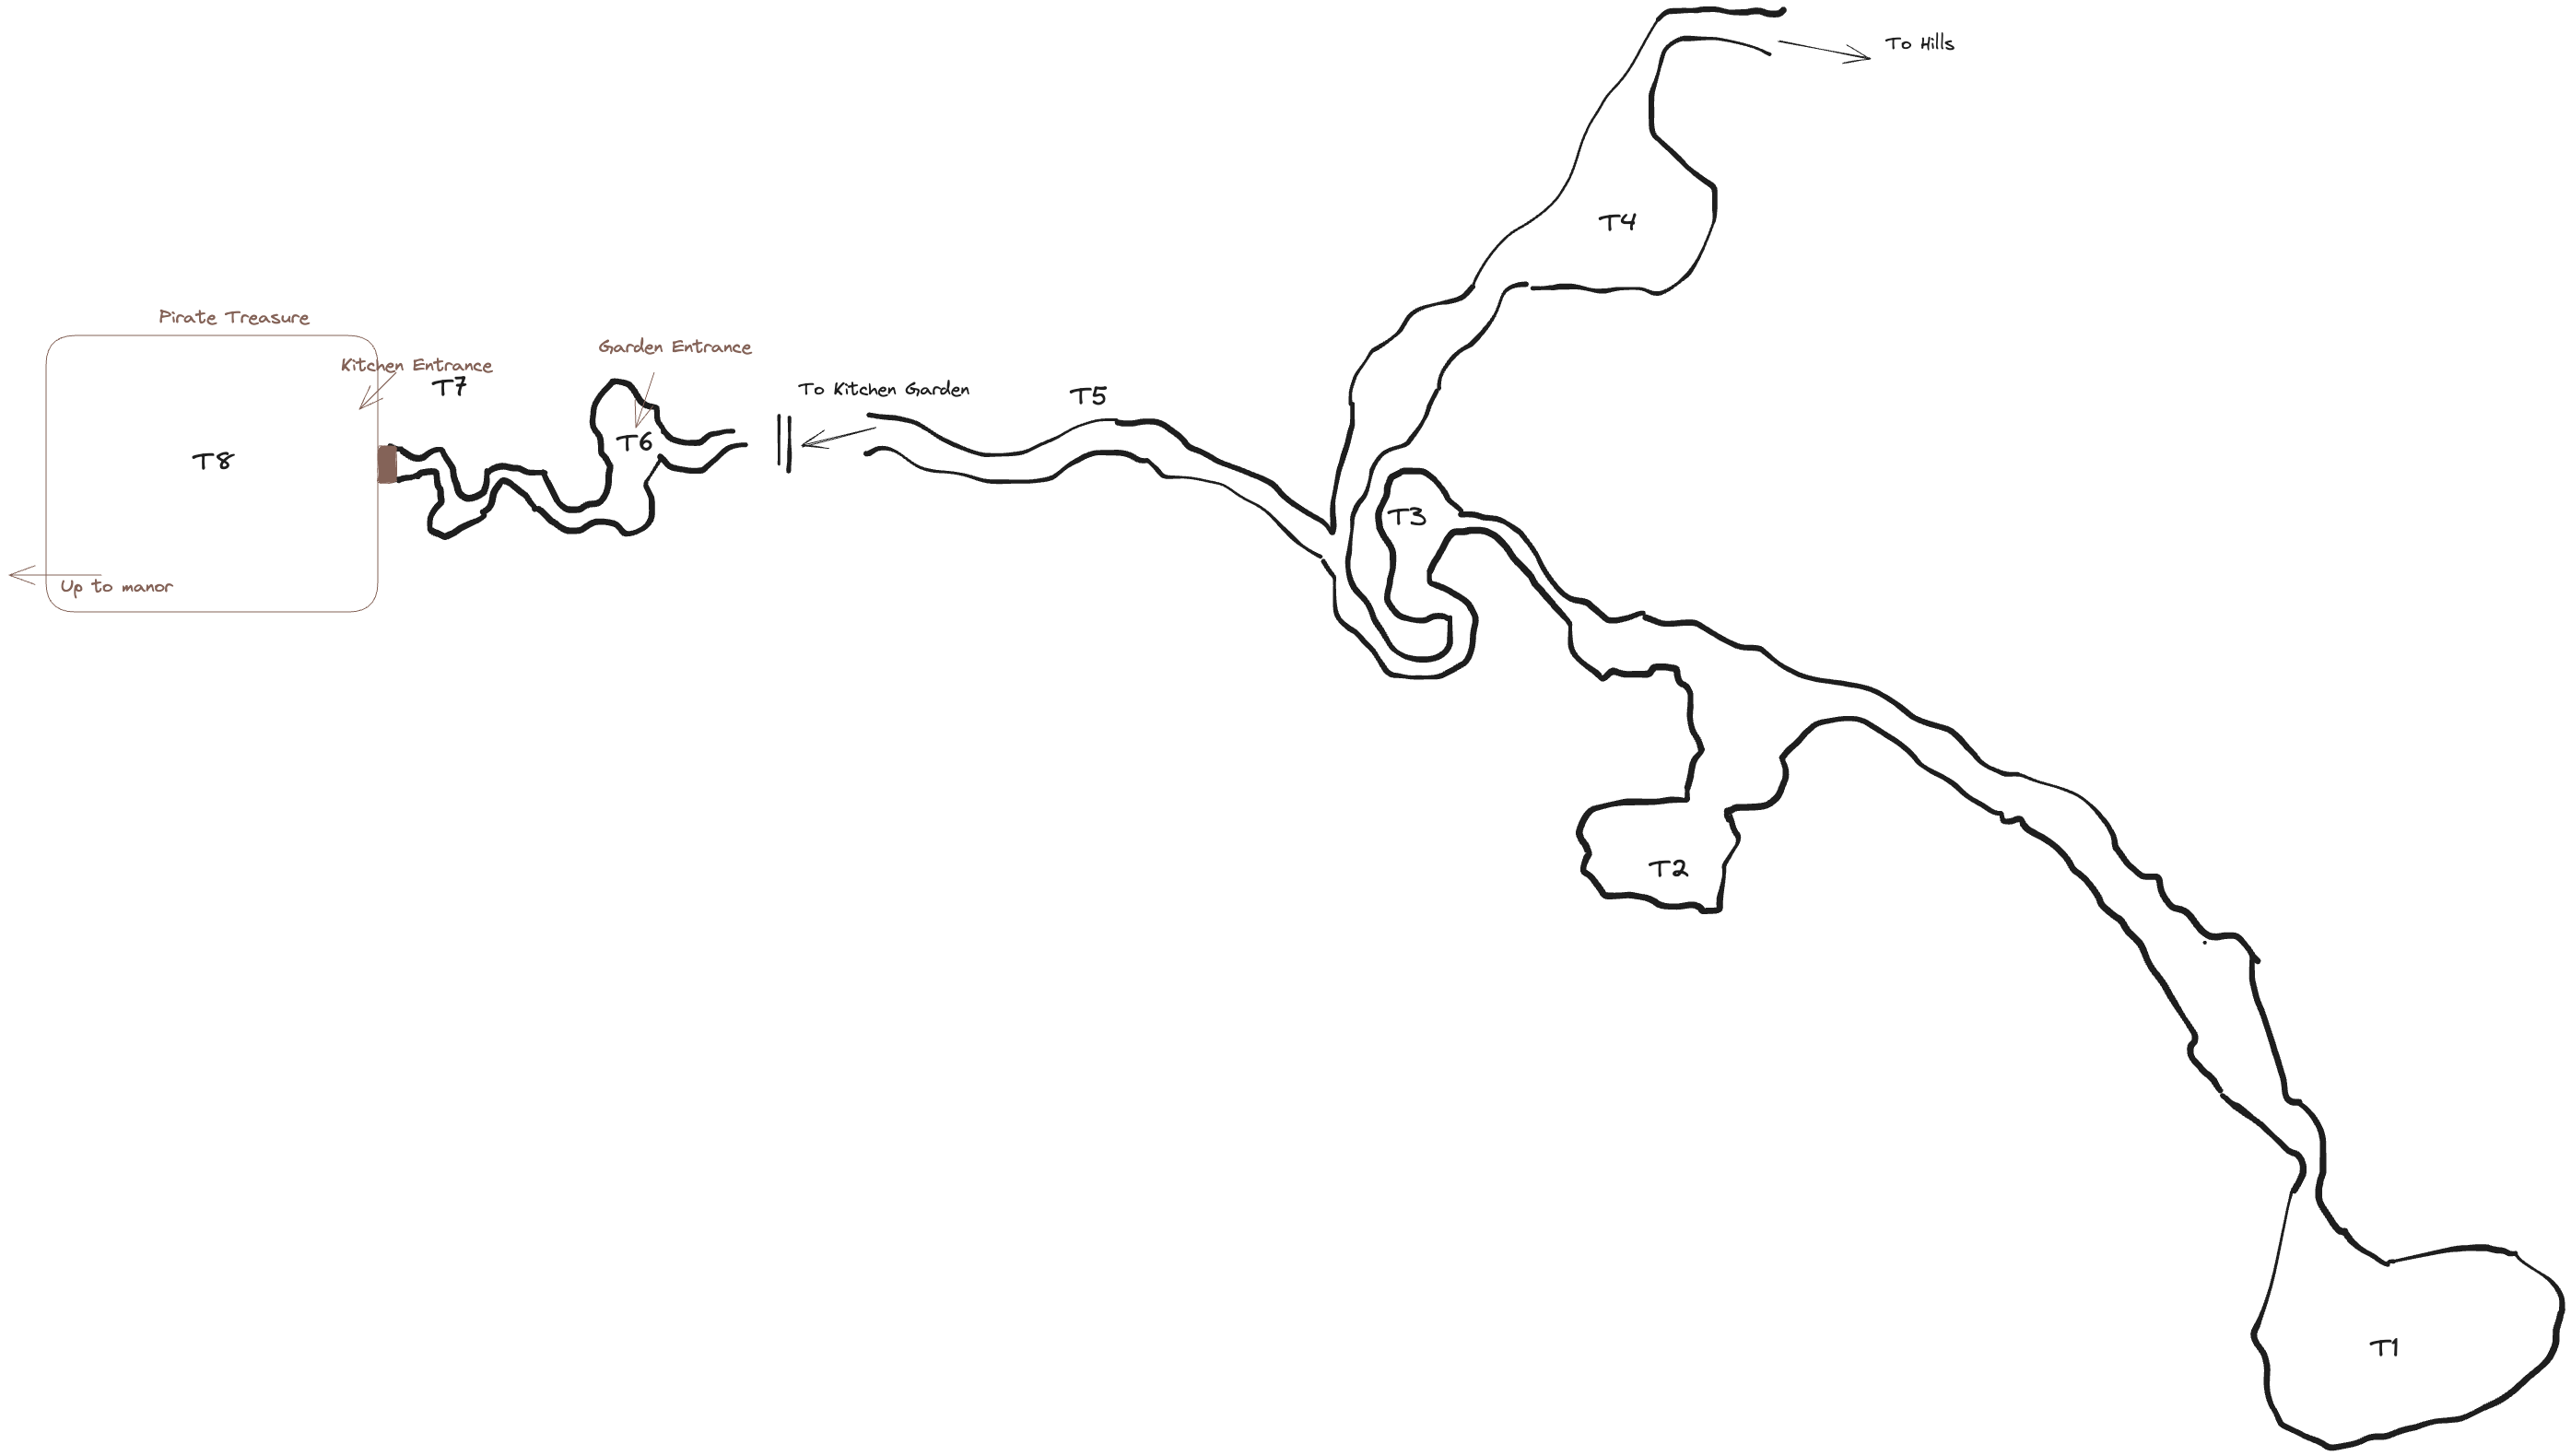 To Hills
T4
Pirate Treasure
Garden Entrance
Kitchen Entrance
T7
To Kitchen Garden
T5
T6
T8
T3
Up to manor
T2
T1